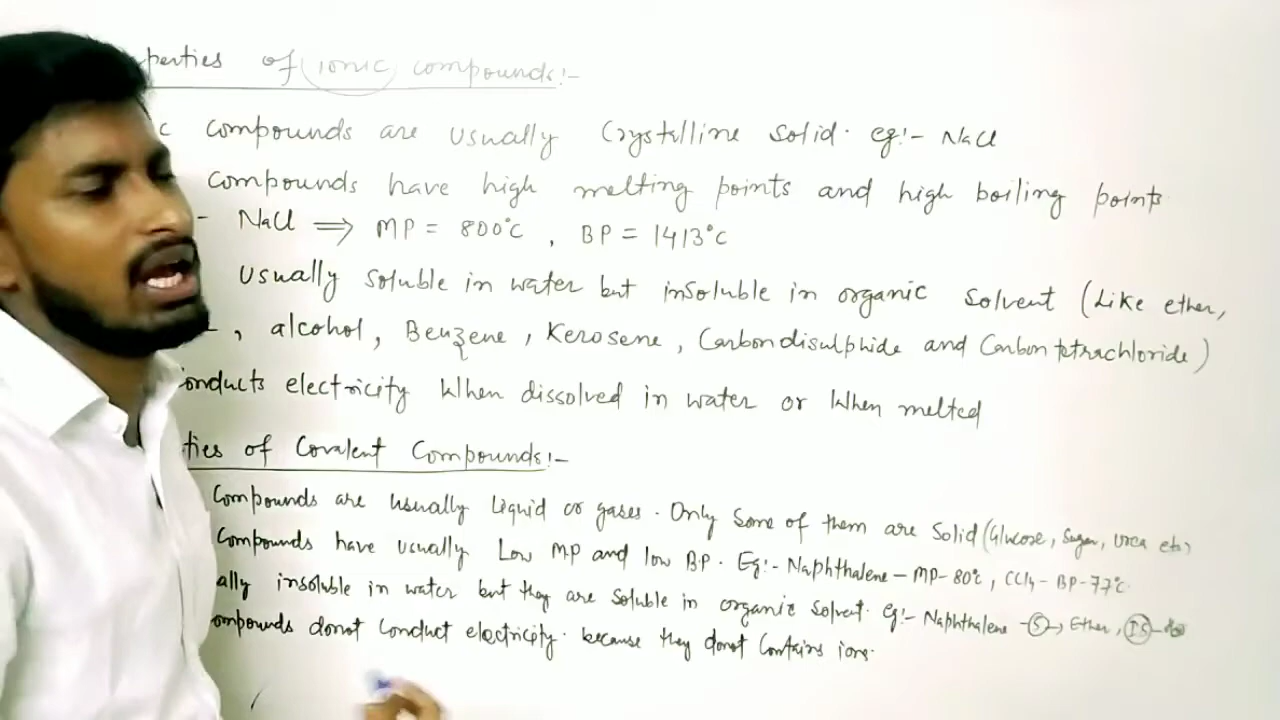 perties of ionic compounds:-
c compounds are usually Crystlline solid. eg:- NaCl
compounds have high melting points and high boiling points.
- NaCl ⇒ MP = 800°C , BP = 1413°C
usually soluble in water but insoluble in organic solvent (Like ether,
, alcohol, Benzene, Kerosene, Carbondisulphide and Carbon tetrachloride)
onducts electricity when dissolved in water or when melted
ties of Covalent Compounds:-
Compounds are usually liquid or gases. Only some of them are Solid (Glucose, Sugar, Urea etc)
Compounds have usually Low MP and low BP. Eg:- Naphthalene - MP- 80°C, CCl4 - BP-77°C.
ally insoluble in water but they are soluble in organic solvent. eg:- Naphthalene -(S)→ Ether, (IS)-
ompounds donot Conduct electricity. because they donot Contains ions.